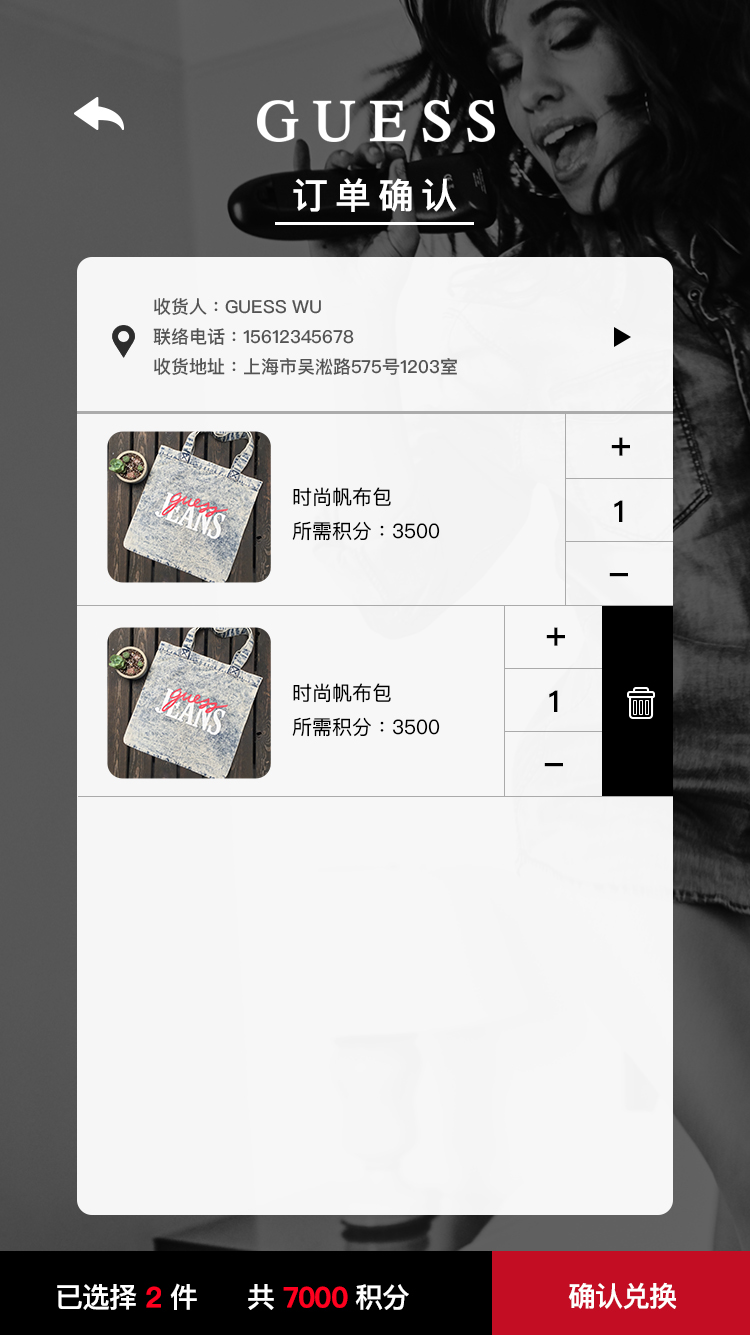 GUESS
订单确认
收货人：GUESS WU
联络电话：15612345678
收货地址：上海市吴淞路575号1203室
+
guess
JEANS
时尚帆布包
所需积分：3500
1
−
+
guess
JEANS
时尚帆布包
所需积分：3500
1
−
已选择 2 件 共 7000 积分
确认兑换